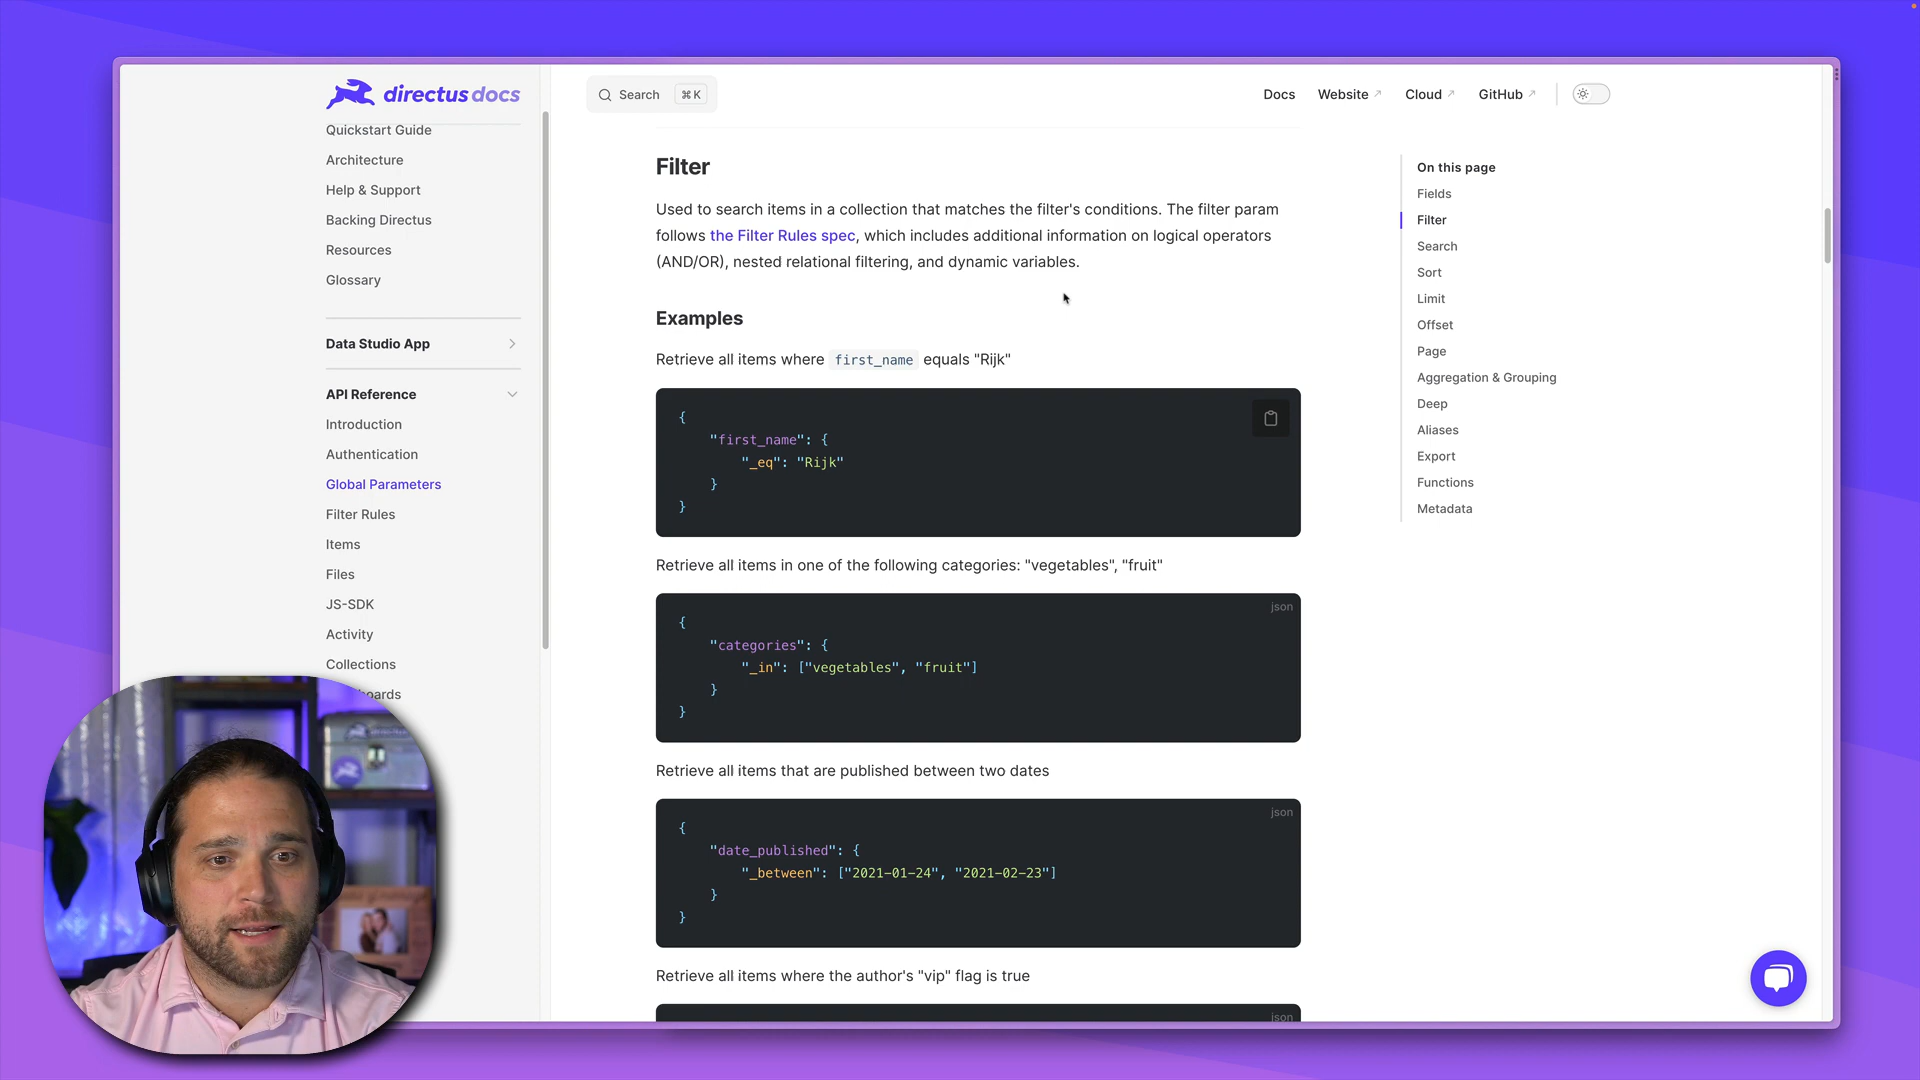 directus docs
Search
⌘ K
Docs
Website
Cloud
GitHub
Quickstart Guide
Architecture
Help & Support
Backing Directus
Resources
Glossary
Data Studio App
API Reference
Introduction
Authentication
Global Parameters
Filter Rules
Items
Files
JS-SDK
Activity
Collections
Filter
Used to search items in a collection that matches the filter's conditions. The filter param
follows the Filter Rules spec, which includes additional information on logical operators
(AND/OR), nested relational filtering, and dynamic variables.
Examples
Retrieve all items where first_name equals "Rijk"
{
"first_name": {
"_eq": "Rijk"
}
}
Retrieve all items in one of the following categories: "vegetables", "fruit"
json
{
"categories": {
"_in": ["vegetables", "fruit"]
}
}
Retrieve all items that are published between two dates
json
{
"date_published": {
"_between": ["2021-01-24", "2021-02-23"]
}
}
Retrieve all items where the author's "vip" flag is true
json
On this page
Fields
Filter
Search
Sort
Limit
Offset
Page
Aggregation & Grouping
Deep
Aliases
Export
Functions
Metadata